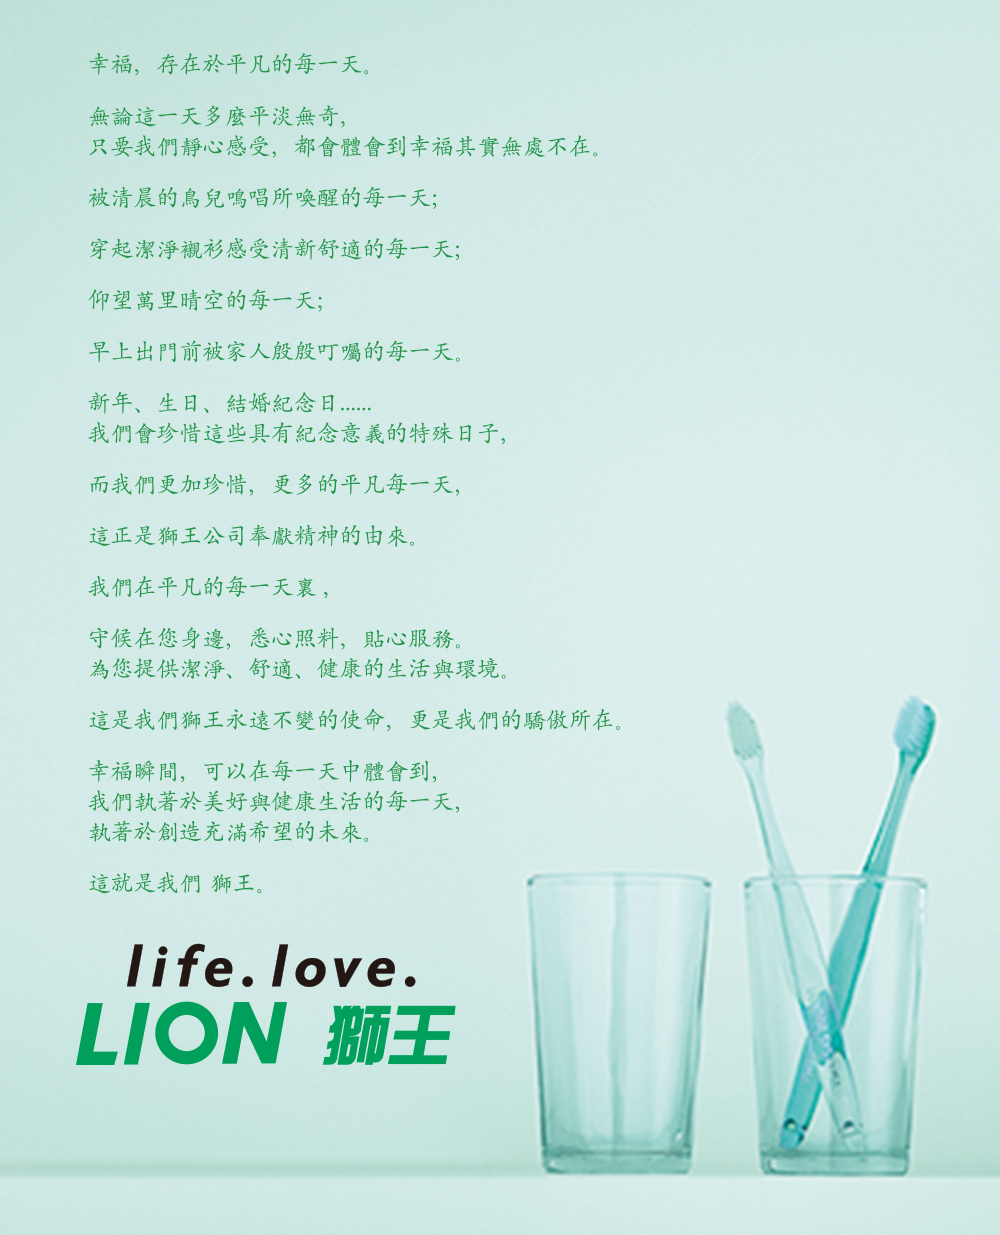 幸福，存在於平凡的每一天。
無論這一天多麼平淡無奇，
只要我們靜心感受，都會體會到幸福其實無處不在。
被清晨的鳥兒鳴唱所喚醒的每一天；
穿起潔淨襯衫感受清新舒適的每一天；
仰望萬里晴空的每一天；
早上出門前被家人殷殷叮囑的每一天。
新年、生日、結婚紀念日......
我們會珍惜這些具有紀念意義的特殊日子，
而我們更加珍惜，更多的平凡每一天，
這正是獅王公司奉獻精神的由來。
我們在平凡的每一天裏，
守候在您身邊，悉心照料，貼心服務。
為您提供潔淨、舒適、健康的生活與環境。
這是我們獅王永遠不變的使命，更是我們的驕傲所在。
幸福瞬間，可以在每一天中體會到，
我們執著於美好與健康生活的每一天，
執著於創造充滿希望的未來。
這就是我們 獅王。
life.love.
LION 獅王